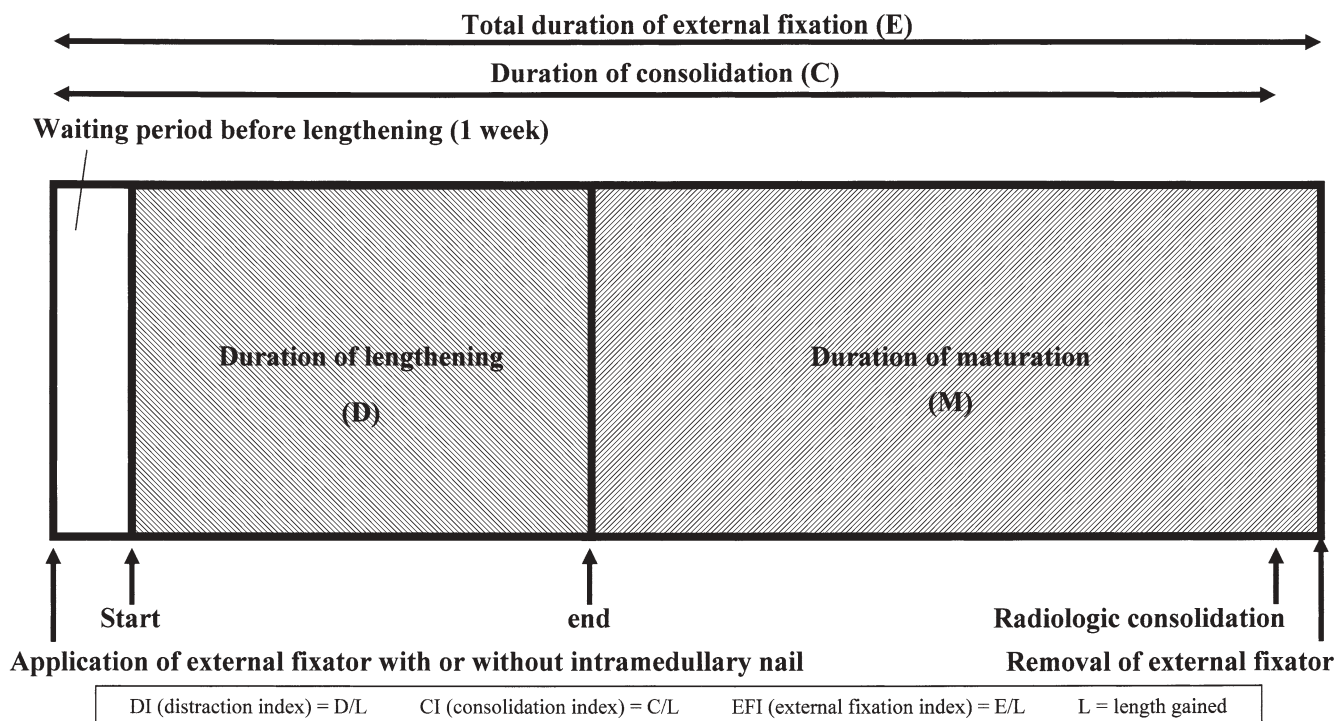 Total duration of external fixation (E)
Duration of consolidation (C)
Waiting period before lengthening (1 week)
Duration of lengthening
(D)
Duration of maturation
(M)
Start
end
Radiologic consolidation
Application of external fixator with or without intramedullary nail
Removal of external fixator
DI (distraction index) = D/L CI (consolidation index) = C/L EFI (external fixation index) = E/L L = length gained